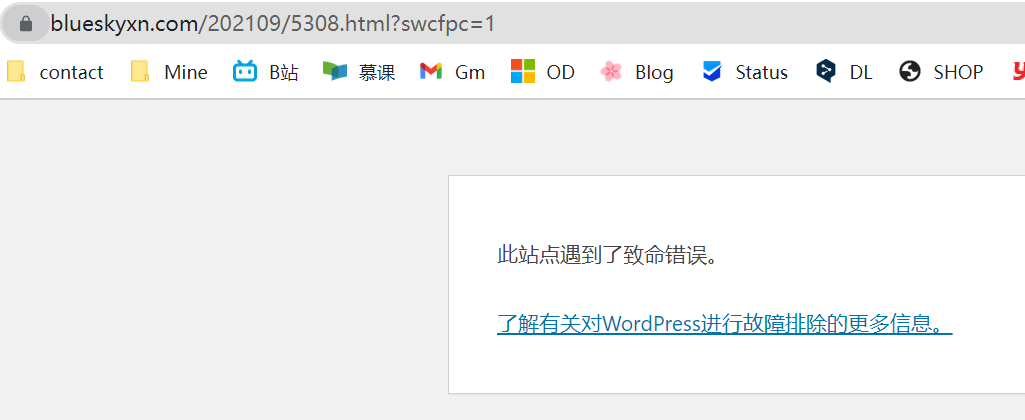 blueskyxn.com/202109/5308.html?swcfpc=1
contact Mine B站 慕课 Gm OD Blog Status DL SHOP
此站点遇到了致命错误。
了解有关对WordPress进行故障排除的更多信息。